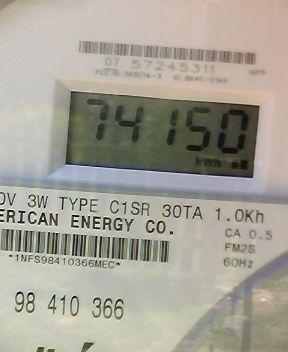 07 57245311
74150
kWh
0V 3W TYPE C1SR 30TA 1.0Kh
ERICAN ENERGY CO.
CA 0.5
FM2S
60Hz
*1NFS98410366MEC*
98 410 366